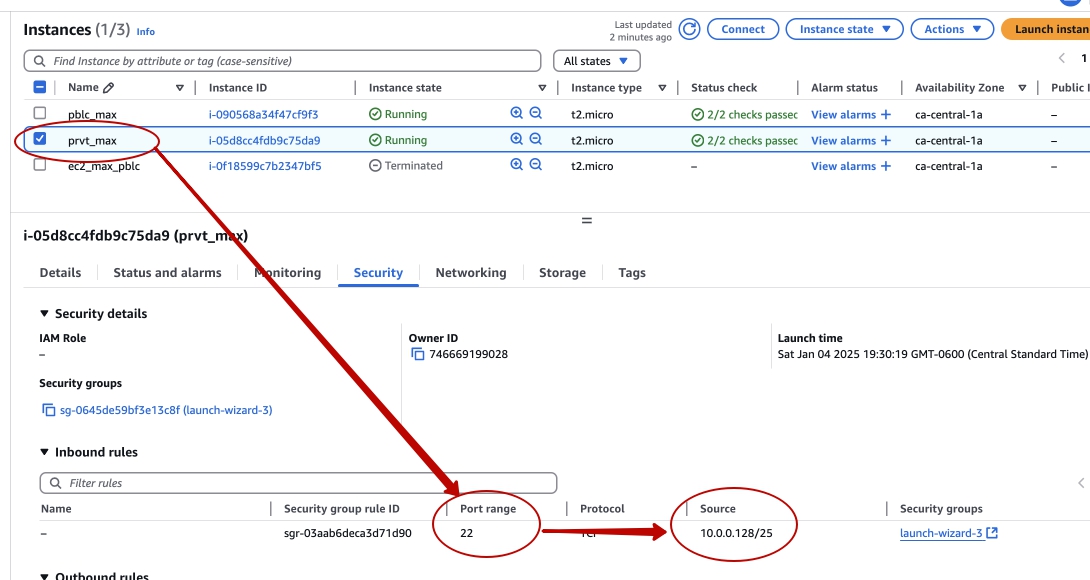 Instances (1/3) Info
Last updated
2 minutes ago
Connect
Instance state
Actions
Launch instan
Find Instance by attribute or tag (case-sensitive)
All states
1
Name Instance ID Instance state Instance type Status check Alarm status Availability Zone Public I
pblc_max i-090568a34f47cf9f3 Running t2.micro 2/2 checks passec View alarms + ca-central-1a –
prvt_max i-05d8cc4fdb9c75da9 Running t2.micro 2/2 checks passec View alarms + ca-central-1a –
ec2_max_pblc i-0f18599c7b2347bf5 Terminated t2.micro – View alarms + ca-central-1a –
i-05d8cc4fdb9c75da9 (prvt_max)
Details Status and alarms Monitoring Security Networking Storage Tags
Security details
IAM Role Owner ID Launch time
– 746669199028 Sat Jan 04 2025 19:30:19 GMT-0600 (Central Standard Time)
Security groups
sg-0645de59bf3e13c8f (launch-wizard-3)
Inbound rules
Filter rules
Name Security group rule ID Port range Protocol Source Security groups
– sgr-03aab6deca3d71d90 22 TCP 10.0.0.128/25 launch-wizard-3
Outbound rules